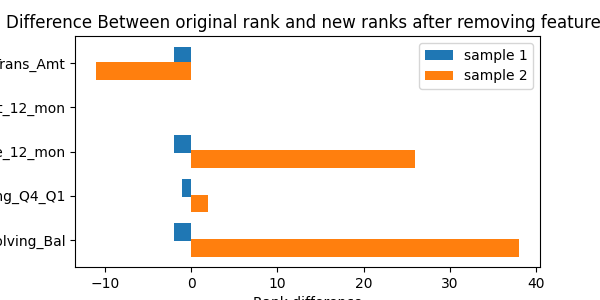 Difference Between original rank and new ranks after removing feature
sample 1
sample 2
rans_Amt
t_12_mon
e_12_mon
ng_Q4_Q1
olving_Bal
−10 0 10 20 30 40
Rank difference